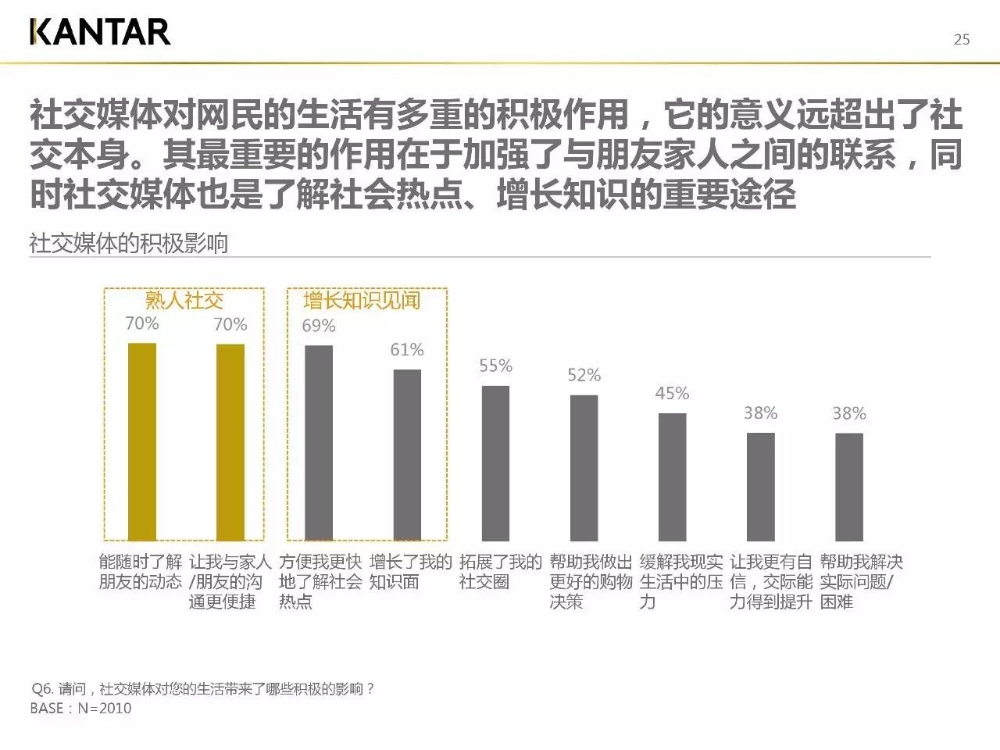 KANTAR
25
社交媒体对网民的生活有多重的积极作用，它的意义远超出了社
交本身。其最重要的作用在于加强了与朋友家人之间的联系，同
时社交媒体也是了解社会热点、增长知识的重要途径
社交媒体的积极影响
熟人社交
增长知识见闻
70%
70%
69%
61%
55%
52%
45%
38%
38%
能随时了解
朋友的动态
让我与家人
/朋友的沟
通更便捷
方便我更快
地了解社会
热点
增长了我的
知识面
拓展了我的
社交圈
帮助我做出
更好的购物
决策
缓解我现实
生活中的压
力
让我更有自
信，交际能
力得到提升
帮助我解决
实际问题/
困难
Q6. 请问，社交媒体对您的生活带来了哪些积极的影响？
BASE：N=2010